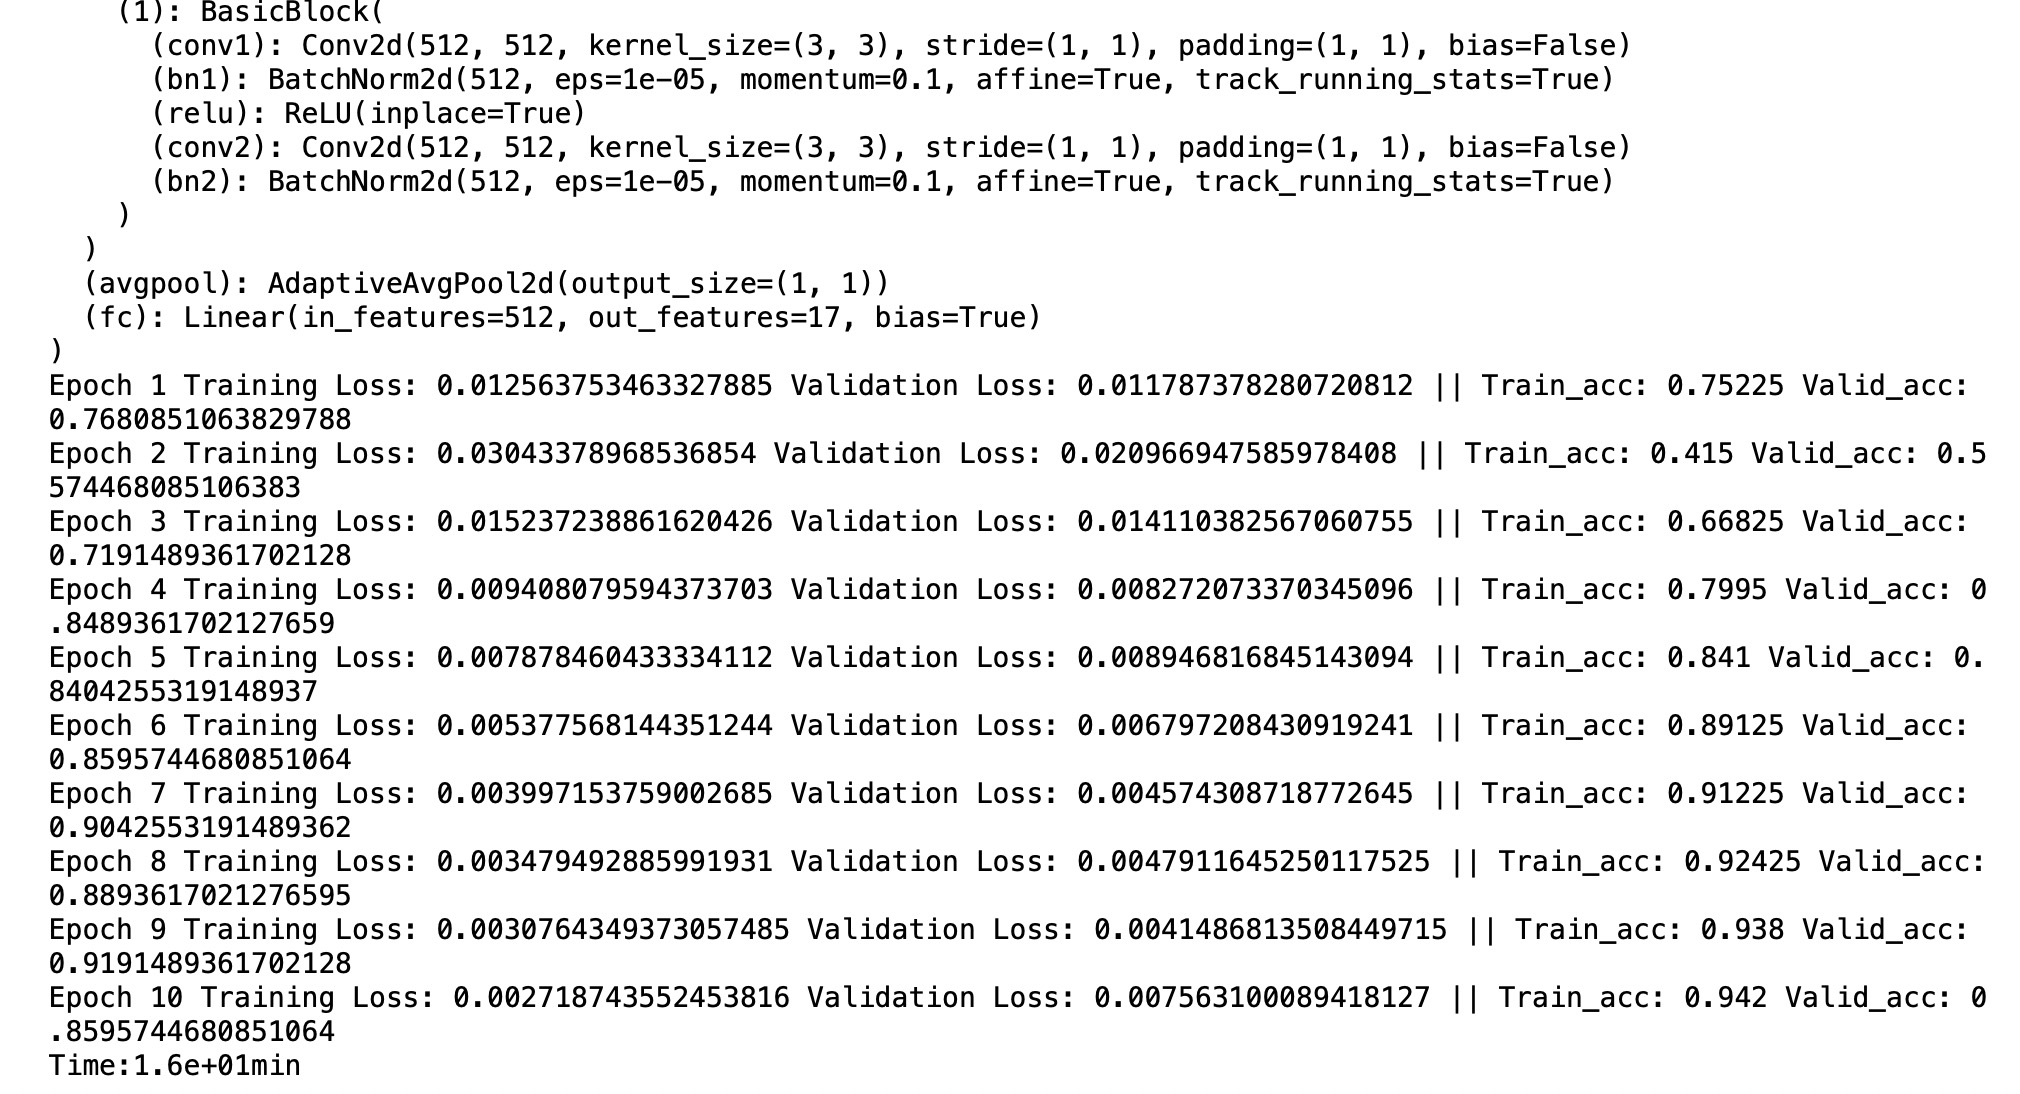 (1): BasicBlock(
(conv1): Conv2d(512, 512, kernel_size=(3, 3), stride=(1, 1), padding=(1, 1), bias=False)
(bn1): BatchNorm2d(512, eps=1e-05, momentum=0.1, affine=True, track_running_stats=True)
(relu): ReLU(inplace=True)
(conv2): Conv2d(512, 512, kernel_size=(3, 3), stride=(1, 1), padding=(1, 1), bias=False)
(bn2): BatchNorm2d(512, eps=1e-05, momentum=0.1, affine=True, track_running_stats=True)
)
)
(avgpool): AdaptiveAvgPool2d(output_size=(1, 1))
(fc): Linear(in_features=512, out_features=17, bias=True)
)
Epoch 1 Training Loss: 0.012563753463327885 Validation Loss: 0.011787378280720812 || Train_acc: 0.75225 Valid_acc:
0.7680851063829788
Epoch 2 Training Loss: 0.03043378968536854 Validation Loss: 0.020966947585978408 || Train_acc: 0.415 Valid_acc: 0.5
574468085106383
Epoch 3 Training Loss: 0.015237238861620426 Validation Loss: 0.014110382567060755 || Train_acc: 0.66825 Valid_acc:
0.7191489361702128
Epoch 4 Training Loss: 0.009408079594373703 Validation Loss: 0.008272073370345096 || Train_acc: 0.7995 Valid_acc: 0
.8489361702127659
Epoch 5 Training Loss: 0.007878460433334112 Validation Loss: 0.008946816845143094 || Train_acc: 0.841 Valid_acc: 0.
8404255319148937
Epoch 6 Training Loss: 0.005377568144351244 Validation Loss: 0.006797208430919241 || Train_acc: 0.89125 Valid_acc:
0.8595744680851064
Epoch 7 Training Loss: 0.003997153759002685 Validation Loss: 0.004574308718772645 || Train_acc: 0.91225 Valid_acc:
0.9042553191489362
Epoch 8 Training Loss: 0.003479492885991931 Validation Loss: 0.0047911645250117525 || Train_acc: 0.92425 Valid_acc:
0.8893617021276595
Epoch 9 Training Loss: 0.0030764349373057485 Validation Loss: 0.0041486813508449715 || Train_acc: 0.938 Valid_acc:
0.9191489361702128
Epoch 10 Training Loss: 0.002718743552453816 Validation Loss: 0.007563100089418127 || Train_acc: 0.942 Valid_acc: 0
.8595744680851064
Time:1.6e+01min